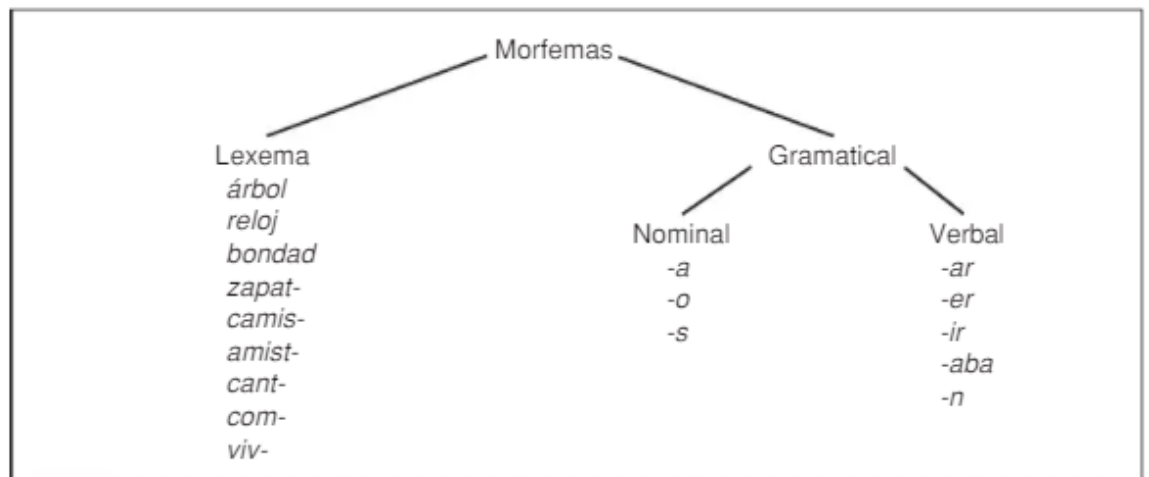 Morfemas
Lexema
árbol
reloj
bondad
zapat-
camis-
amist-
cant-
com-
viv-
Gramatical
Nominal
-a
-o
-s
Verbal
-ar
-er
-ir
-aba
-n